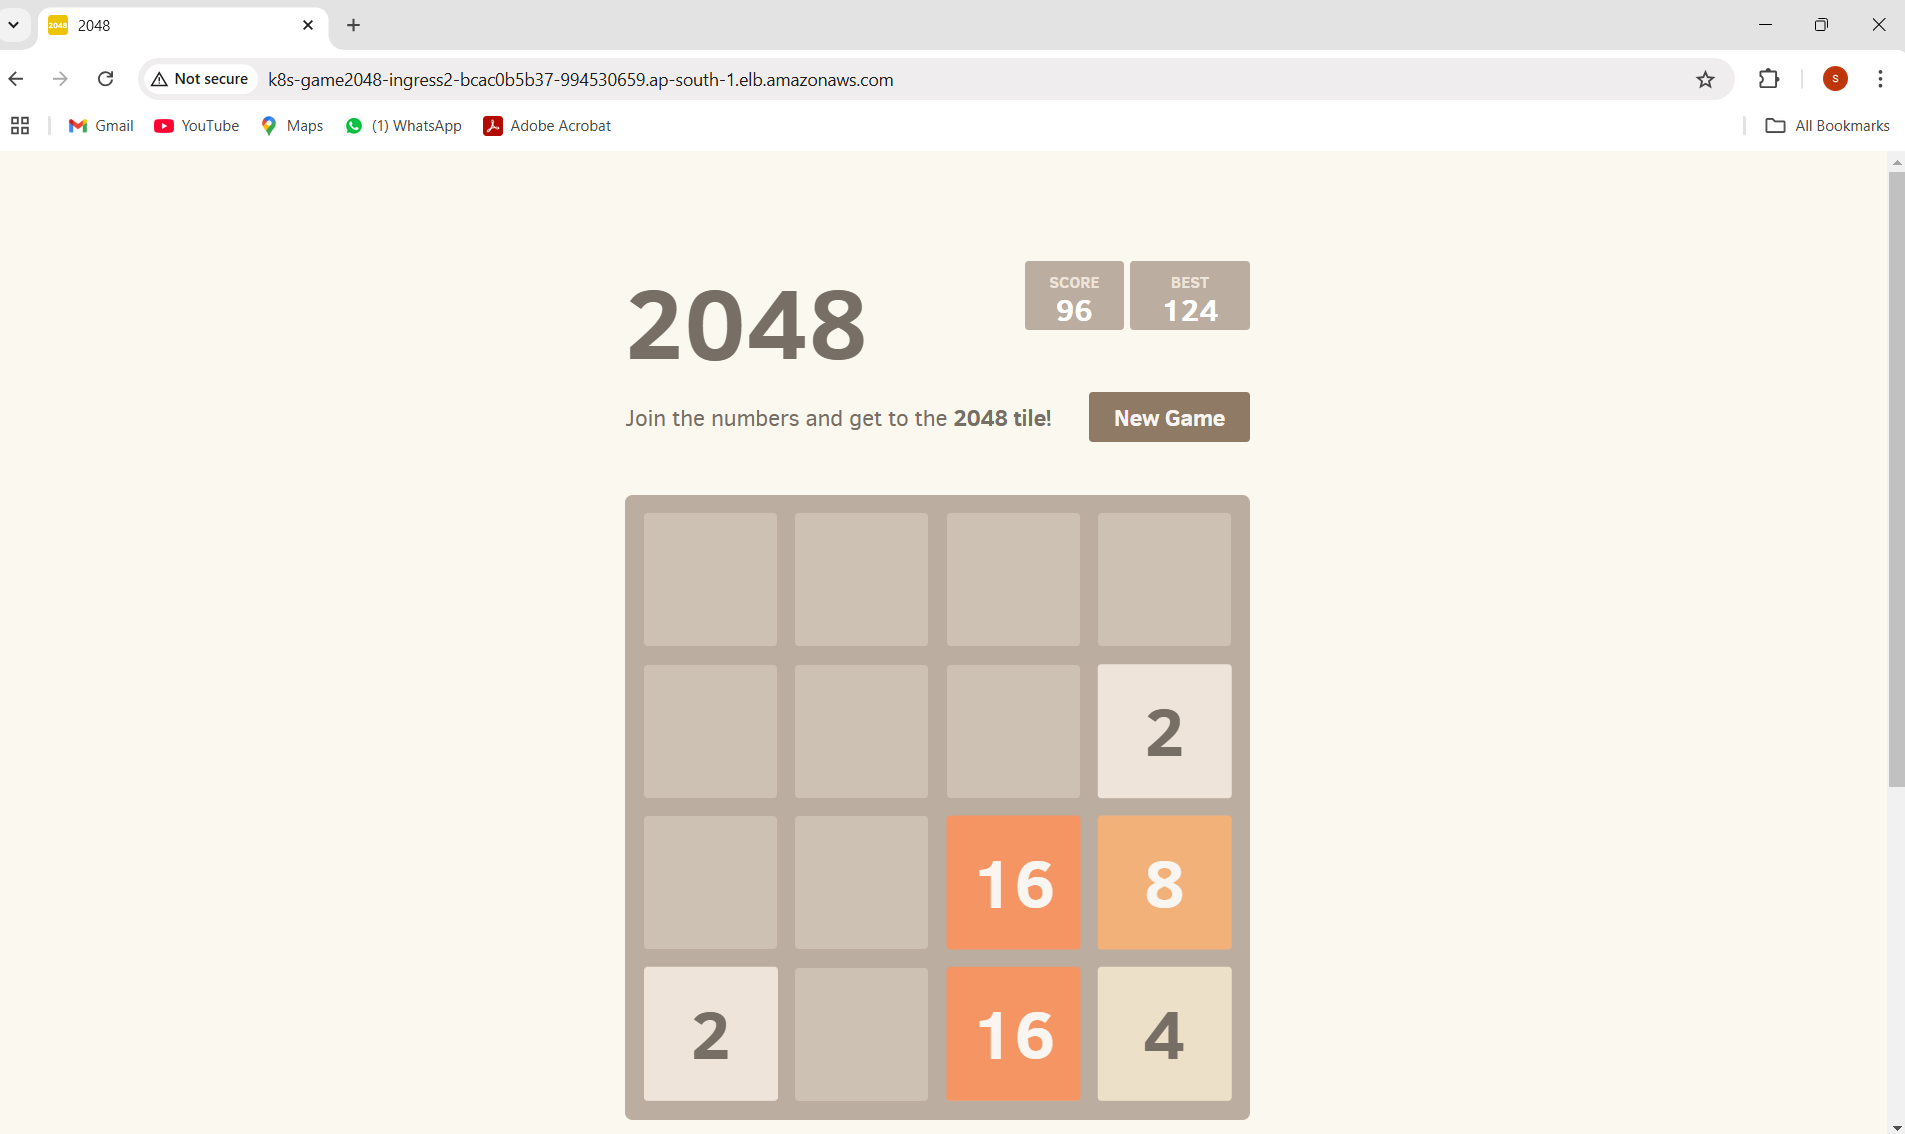 2048
2048
Not secure
k8s-game2048-ingress2-bcac0b5b37-994530659.ap-south-1.elb.amazonaws.com
S
Gmail
YouTube
Maps
(1) WhatsApp
Adobe Acrobat
All Bookmarks
2048
SCORE
96
BEST
124
Join the numbers and get to the 2048 tile!
New Game
2
16 8
2 16 4